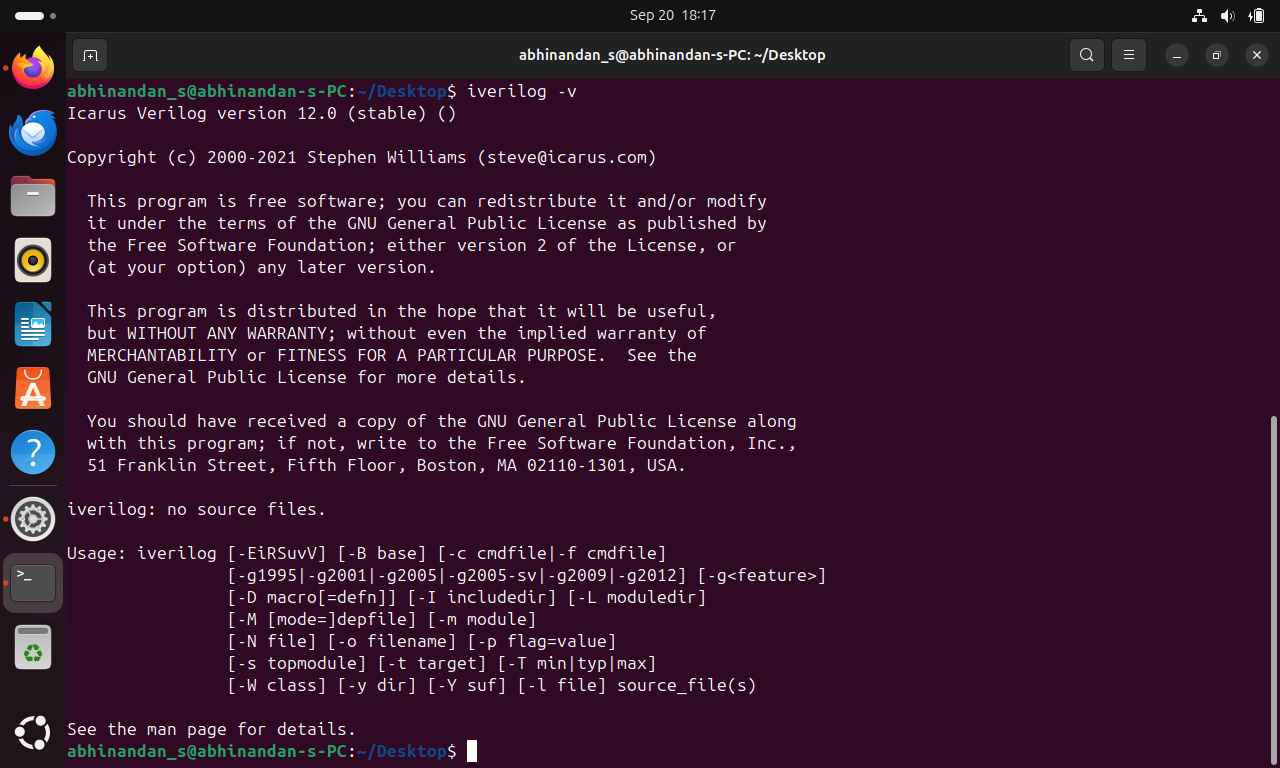 Sep 20 18:17
abhinandan_s@abhinandan-s-PC: ~/Desktop
abhinandan_s@abhinandan-s-PC:~/Desktop$ iverilog -v
Icarus Verilog version 12.0 (stable) ()
Copyright (c) 2000-2021 Stephen Williams (steve@icarus.com)
This program is free software; you can redistribute it and/or modify
it under the terms of the GNU General Public License as published by
the Free Software Foundation; either version 2 of the License, or
(at your option) any later version.
This program is distributed in the hope that it will be useful,
but WITHOUT ANY WARRANTY; without even the implied warranty of
MERCHANTABILITY or FITNESS FOR A PARTICULAR PURPOSE.  See the
GNU General Public License for more details.
You should have received a copy of the GNU General Public License along
with this program; if not, write to the Free Software Foundation, Inc.,
51 Franklin Street, Fifth Floor, Boston, MA 02110-1301, USA.
iverilog: no source files.
Usage: iverilog [-EiRSuvV] [-B base] [-c cmdfile|-f cmdfile]
[-g1995|-g2001|-g2005|-g2005-sv|-g2009|-g2012] [-g<feature>]
[-D macro[=defn]] [-I includedir] [-L moduledir]
[-M [mode=]depfile] [-m module]
[-N file] [-o filename] [-p flag=value]
[-s topmodule] [-t target] [-T min|typ|max]
[-W class] [-y dir] [-Y suf] [-l file] source_file(s)
See the man page for details.
abhinandan_s@abhinandan-s-PC:~/Desktop$